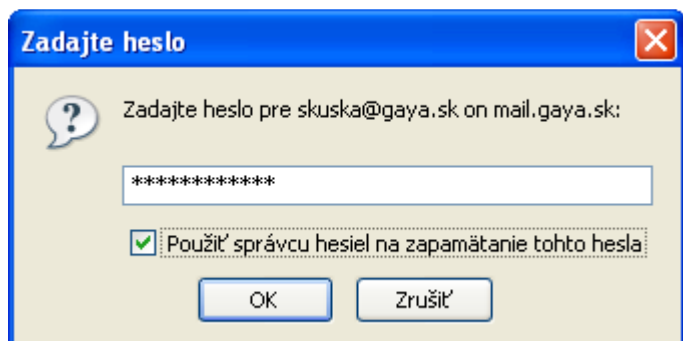 Zadajte heslo
Zadajte heslo pre skuska@gaya.sk on mail.gaya.sk:
************
Použiť správcu hesiel na zapamätanie tohto hesla
OK
Zrušiť